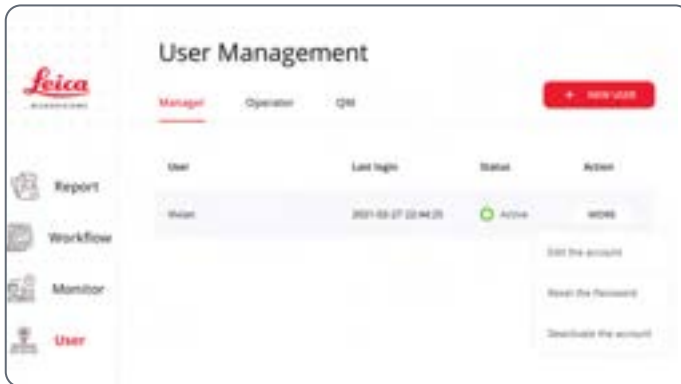 User Management
Leica
Manager Operator QM
+ NEW USER
User Last login Status Action
Report
Active MORE
Workflow
Edit the account
Monitor
Reset the Password
User
Deactivate the account